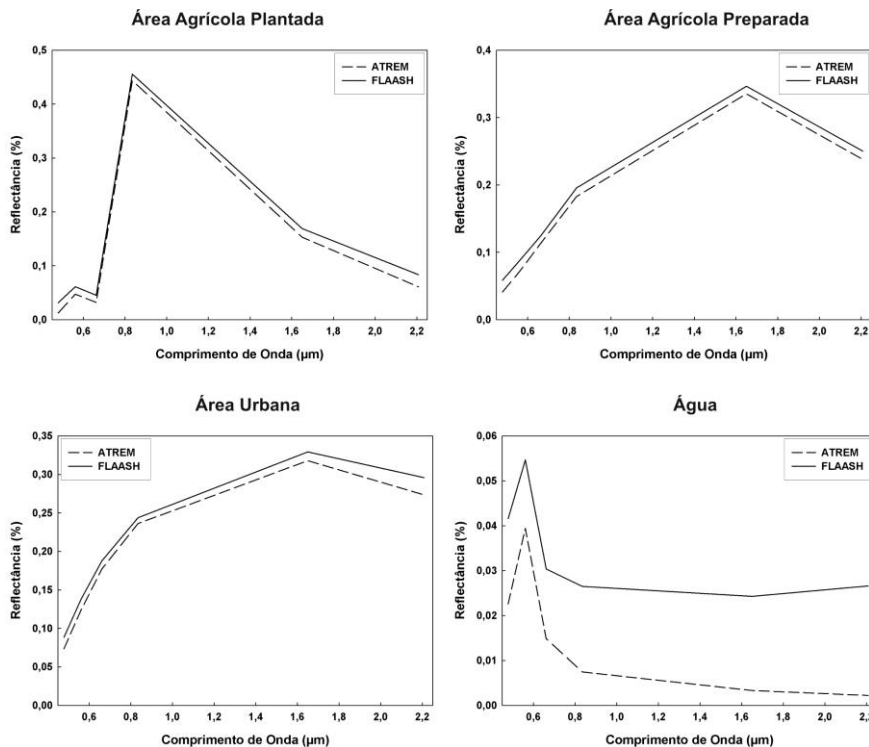 Área Agrícola Plantada
0,5
0,4
0,3
0,2
0,1
0,0
Reflectância (%)
ATREM
FLAASH
0,6 0,8 1,0 1,2 1,4 1,6 1,8 2,0 2,2
Comprimento de Onda (µm)
Área Agrícola Preparada
0,4
0,3
0,2
0,1
0,0
Reflectância (%)
ATREM
FLAASH
0,6 0,8 1,0 1,2 1,4 1,6 1,8 2,0 2,2
Comprimento de Onda (µm)
Área Urbana
0,35
0,30
0,25
0,20
0,15
0,10
0,05
0,00
Reflectância (%)
ATREM
FLAASH
0,6 0,8 1,0 1,2 1,4 1,6 1,8 2,0 2,2
Comprimento de Onda (µm)
Água
0,06
0,05
0,04
0,03
0,02
0,01
0,00
Reflectância (%)
ATREM
FLAASH
0,6 0,8 1,0 1,2 1,4 1,6 1,8 2,0 2,2
Comprimento de Onda (µm)